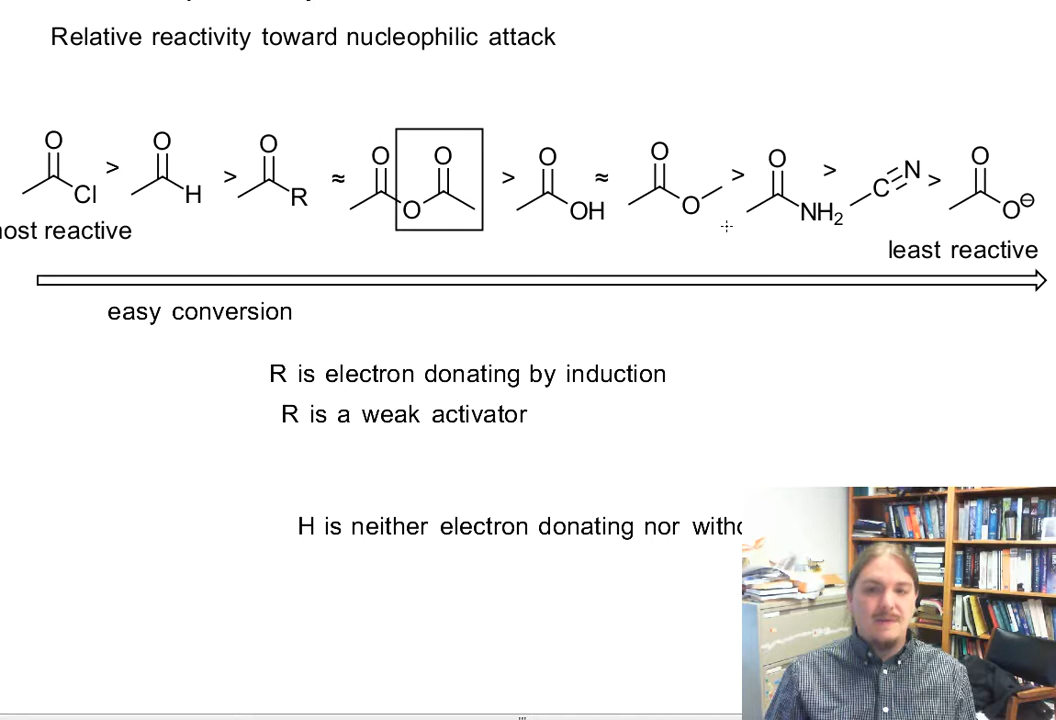 Relative reactivity toward nucleophilic attack
O Cl > O H > O R ≈ O O O > O OH ≈ O O > O NH2 > C N > O O⊖
most reactive
least reactive
easy conversion
R is electron donating by induction
R is a weak activator
H is neither electron donating nor